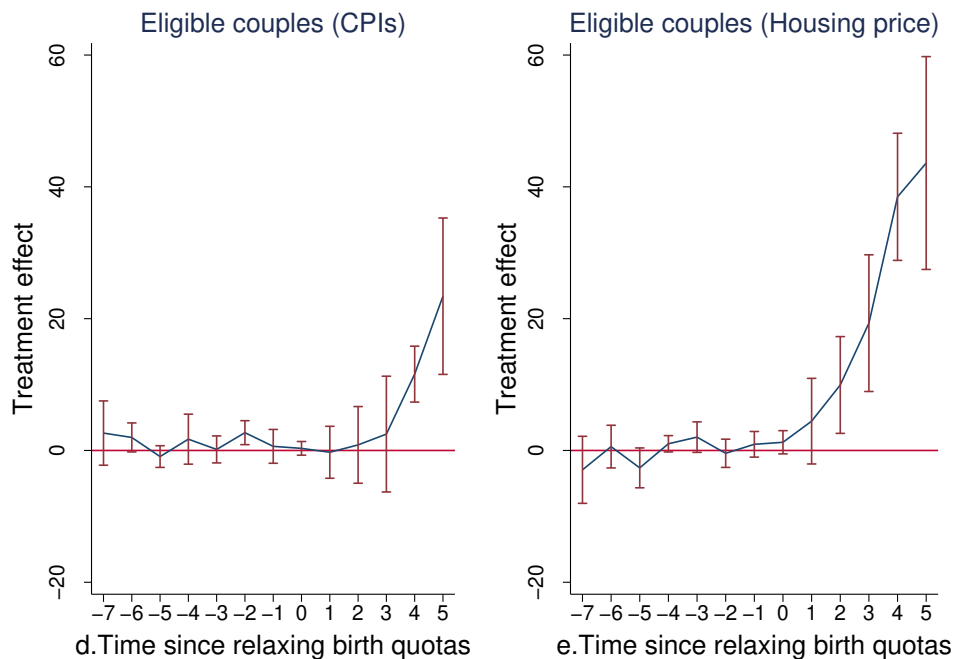 Eligible couples (CPIs)
Treatment effect
60
40
20
0
−20
−7 −6 −5 −4 −3 −2 −1 0 1 2 3 4 5
d.Time since relaxing birth quotas
Eligible couples (Housing price)
Treatment effect
60
40
20
0
−20
−7 −6 −5 −4 −3 −2 −1 0 1 2 3 4 5
e.Time since relaxing birth quotas